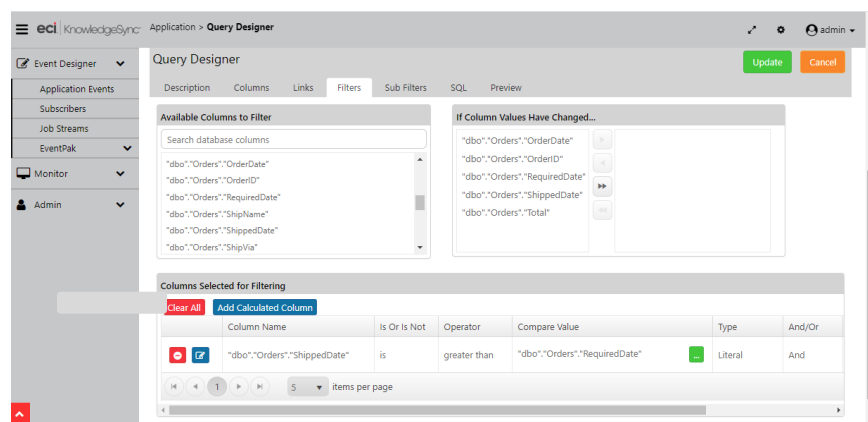 eci KnowledgeSync
Application > Query Designer
admin
Event Designer
Application Events
Subscribers
Job Streams
EventPak
Monitor
Admin
Query Designer
Update
Cancel
Description
Columns
Links
Filters
Sub Filters
SQL
Preview
Available Columns to Filter
Search database columns
"dbo"."Orders"."OrderDate"
"dbo"."Orders"."OrderID"
"dbo"."Orders"."RequiredDate"
"dbo"."Orders"."ShipName"
"dbo"."Orders"."ShippedDate"
"dbo"."Orders"."ShipVia"
If Column Values Have Changed...
"dbo"."Orders"."OrderDate"
"dbo"."Orders"."OrderID"
"dbo"."Orders"."RequiredDate"
"dbo"."Orders"."ShippedDate"
"dbo"."Orders"."Total"
Columns Selected for Filtering
Clear All
Add Calculated Column
Column Name
Is Or Is Not
Operator
Compare Value
Type
And/Or
"dbo"."Orders"."ShippedDate"
is
greater than
"dbo"."Orders"."RequiredDate"
...
Literal
And
1
5
items per page